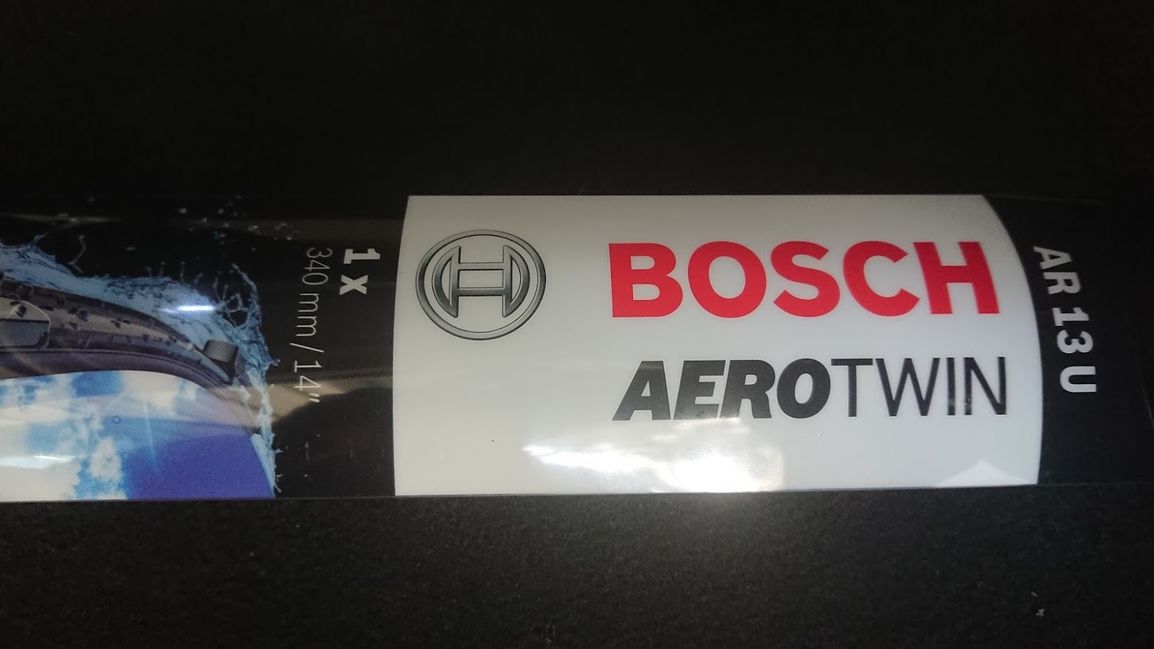 1 x
340 mm / 14"
BOSCH
AEROTWIN
AR 13 U